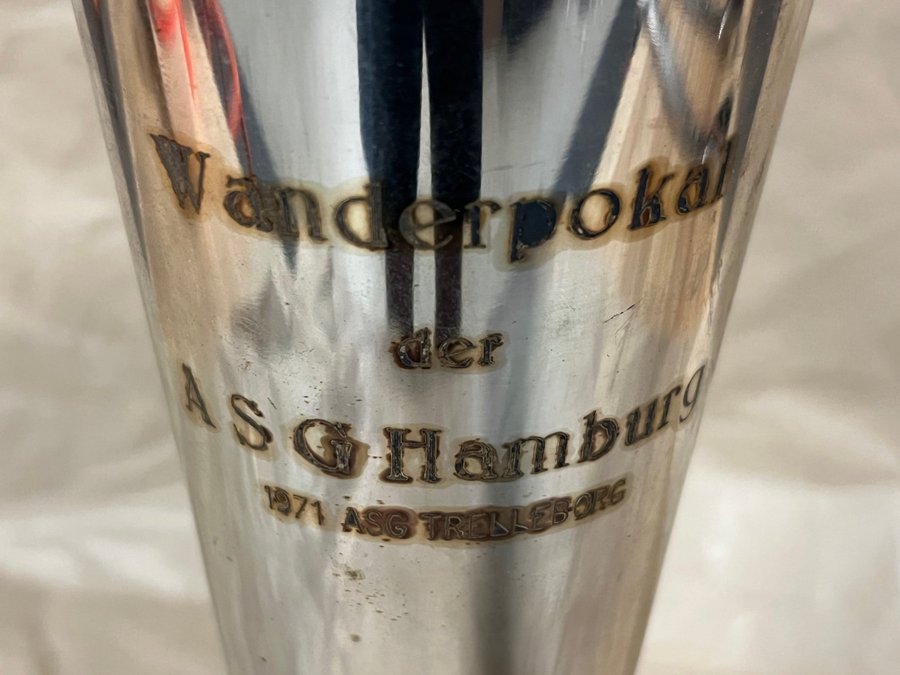 Wanderpokal
der
ASG Hamburg
1971 ASG TRELLEBORG